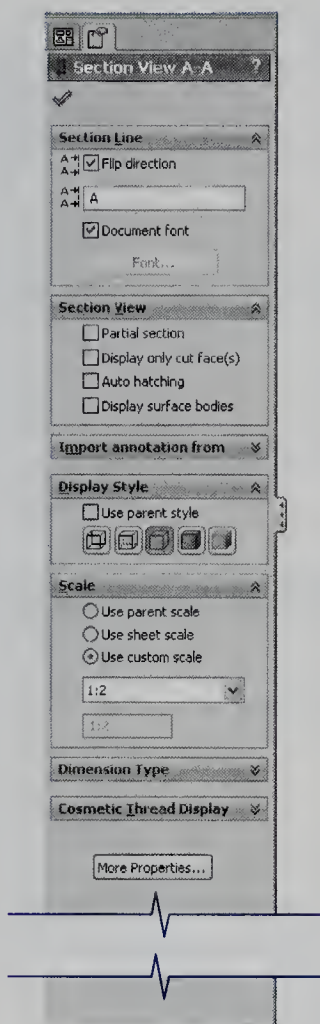 Section View A-A ?
Section Line
A
A
Flip direction
A
A
A
Document font
Font...
Section View
Partial section
Display only cut face(s)
Auto hatching
Display surface bodies
Import annotation from
Display Style
Use parent style
Scale
Use parent scale
Use sheet scale
Use custom scale
1:2
1:2
Dimension Type
Cosmetic Thread Display
More Properties...